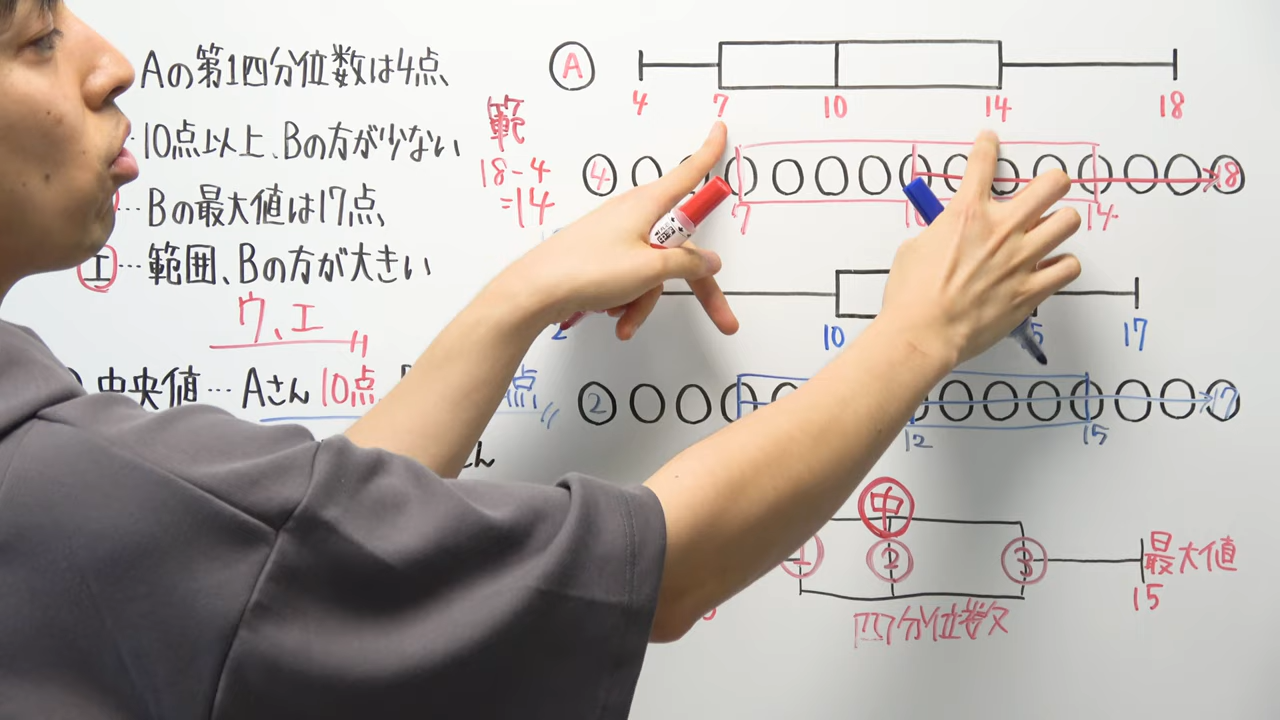 Aの第1四分位数は4点
10点以上、Bの方が少ない
… Bの最大値は17点
エ … 範囲、Bの方が大きい
ウ、エ
中央値 … Aさん 10点
点
ん
A
4 7 10 14 18
範
18-4
=14
4 18
7 14
10 17
2 17
12 15
中
1 2 3
最大値
15
四分位数